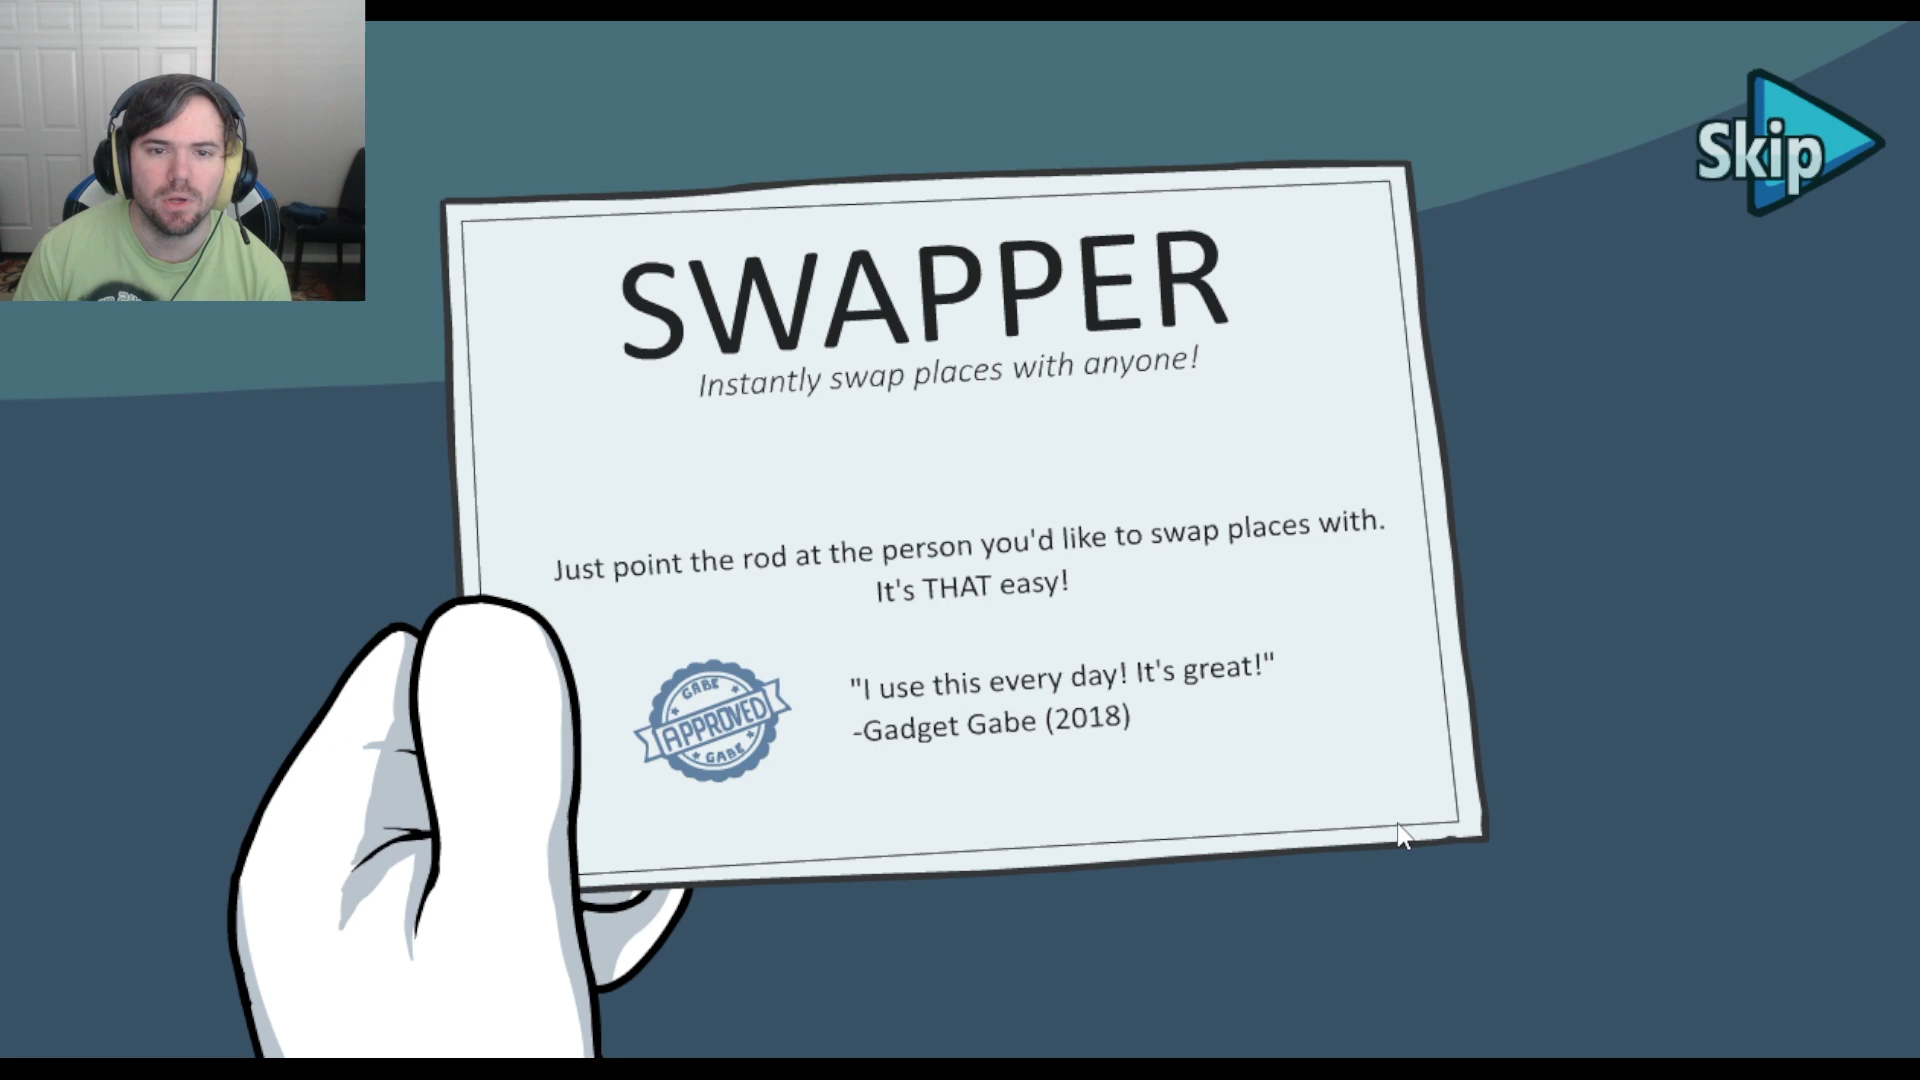 Skip
SWAPPER
Instantly swap places with anyone!
Just point the rod at the person you'd like to swap places with.
It's THAT easy!
GABE
APPROVED
GABE
"I use this every day! It's great!"
-Gadget Gabe (2018)